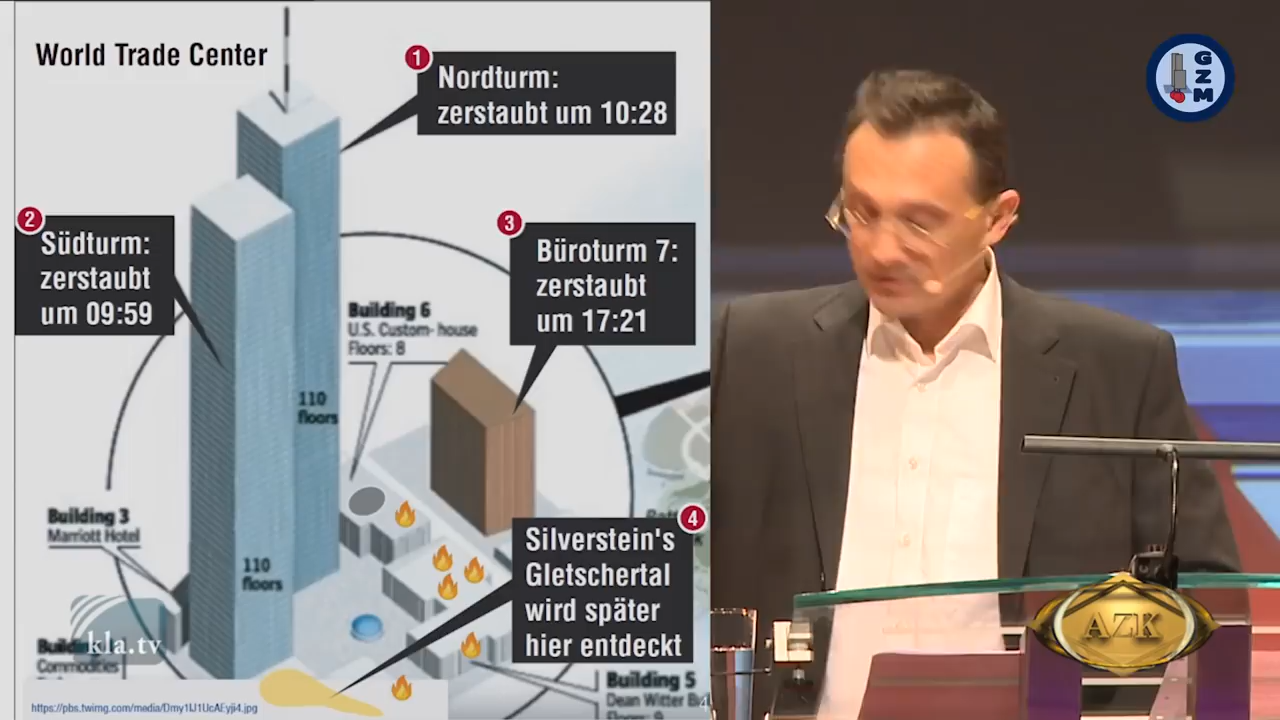 World Trade Center
1
Nordturm:
zerstaubt um 10:28
2
Südturm:
zerstaubt
um 09:59
3
Büroturm 7:
zerstaubt
um 17:21
Building 6
U.S. Custom- house
Floors: 8
110
floors
Building 3
Marriott Hotel
110
floors
4
Silverstein's
Gletschertal
wird später
hier entdeckt
kla.tv
Commodities
Building 5
Dean Witter
https://pbs.twimg.com/media/Dmy1IJ1UcAEyji4.jpg
G
Z
M
AZK